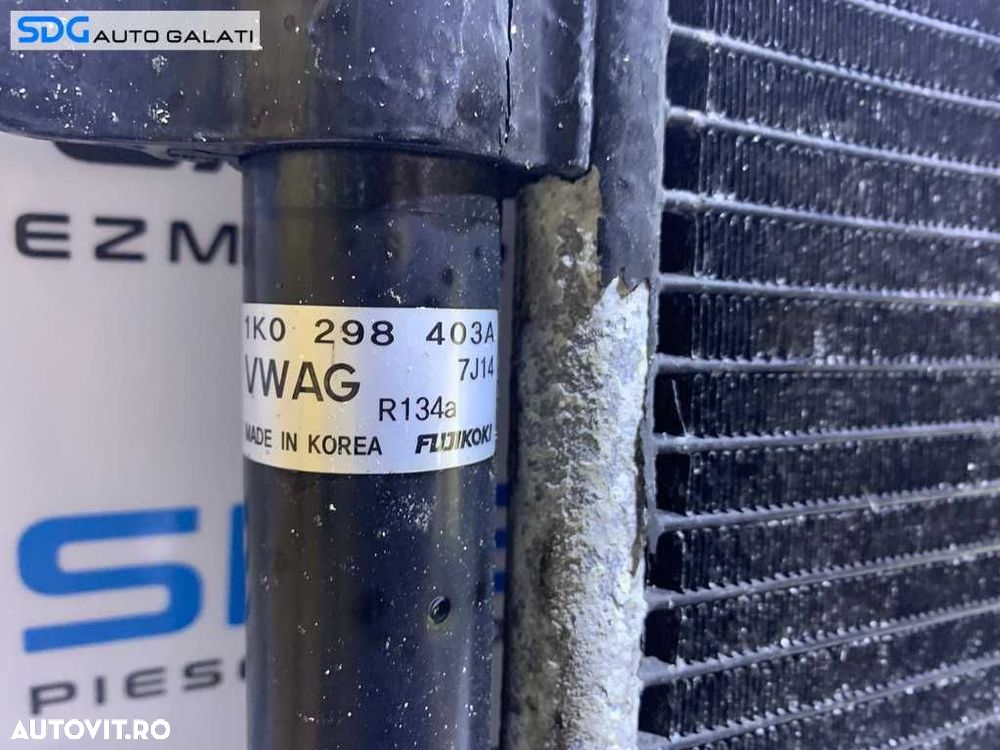 SDG AUTO GALATI
EZM
1K0 298 403A
VWAG 7J14
R134a
MADE IN KOREA FUJIKOKI
PIESE
AUTOVIT.RO